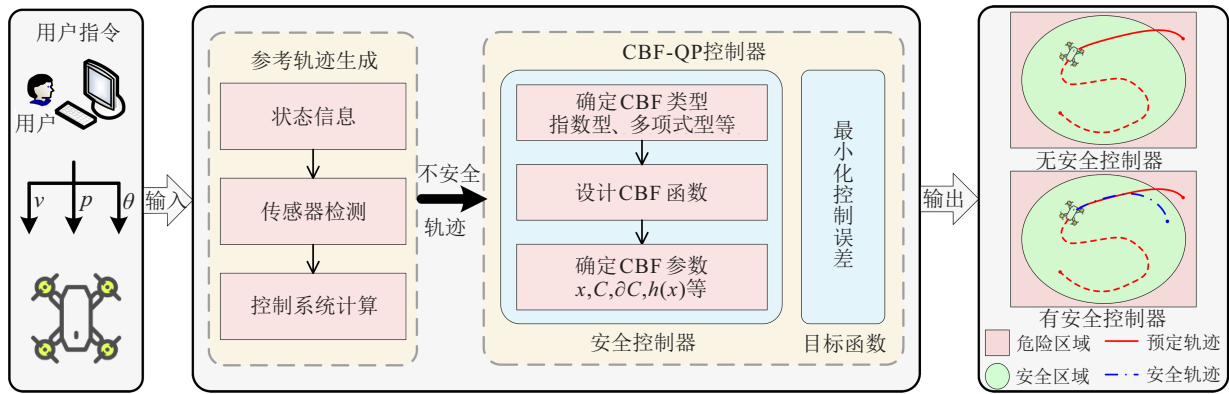 用户指令
用户
v
p
θ
输入
参考轨迹生成
状态信息
传感器检测
控制系统计算
不安全
轨迹
CBF-QP控制器
确定CBF 类型
指数型、多项式型等
设计CBF 函数
确定CBF 参数
x,C,∂C,h(x)等
安全控制器
最小化控制误差
目标函数
输出
无安全控制器
有安全控制器
危险区域
预定轨迹
安全区域
安全轨迹